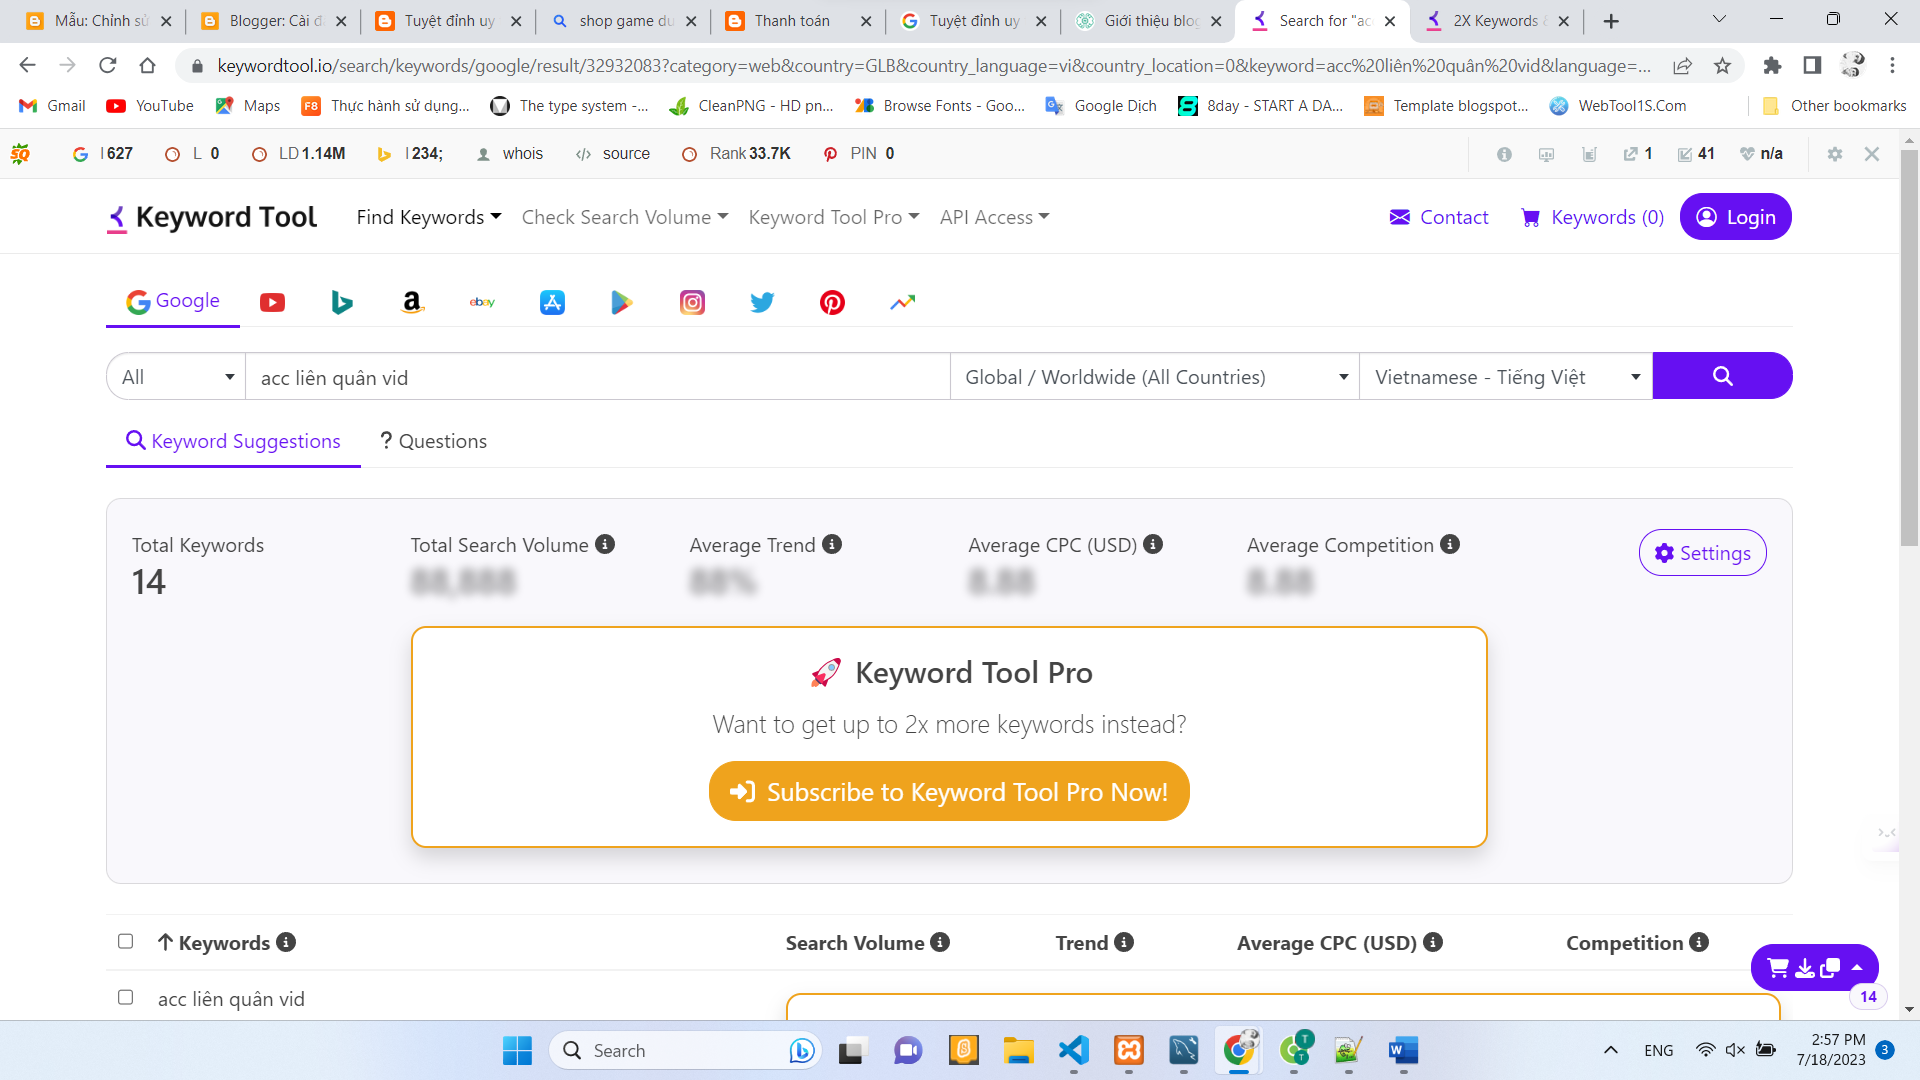 Mẫu: Chỉnh sử
Blogger: Cài đ
Tuyệt đỉnh uy
shop game du
Thanh toán
Tuyệt đỉnh uy
Giới thiệu blog
Search for "ac
2X Keywords &
keywordtool.io/search/keywords/google/result/32932083?category=web&country=GLB&country_language=vi&country_location=0&keyword=acc%20liên%20quân%20vid&language=...
Gmail
YouTube
Maps
F8
Thực hành sử dụng...
The type system -...
CleanPNG - HD pn...
Browse Fonts - Goo...
Google Dịch
8day - START A DA...
Template blogspot...
WebTool1S.Com
Other bookmarks
SQ
I 627
L 0
LD 1.14M
I 234;
whois
source
Rank 33.7K
PIN 0
1
41
n/a
Keyword Tool
Find Keywords
Check Search Volume
Keyword Tool Pro
API Access
Contact
Keywords (0)
Login
Google
ebay
All
acc liên quân vid
Global / Worldwide (All Countries)
Vietnamese - Tiếng Việt
Keyword Suggestions
? Questions
Total Keywords
14
Total Search Volume
88,888
Average Trend
88%
Average CPC (USD)
8.88
Average Competition
8.88
Settings
Keyword Tool Pro
Want to get up to 2x more keywords instead?
Subscribe to Keyword Tool Pro Now!
Keywords
Search Volume
Trend
Average CPC (USD)
Competition
acc liên quân vid
14
Search
T
T
W
ENG
2:57 PM
7/18/2023
3